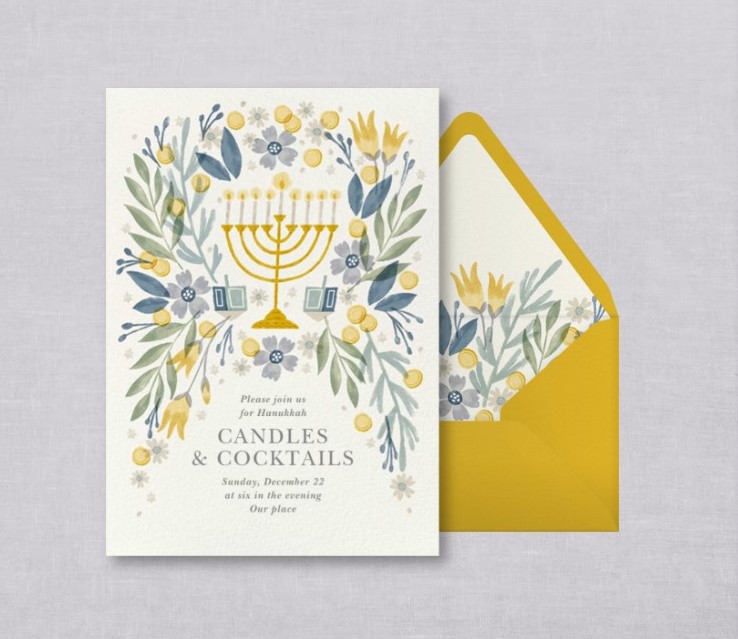 Please join us
for Hanukkah
CANDLES
& COCKTAILS
Sunday, December 22
at six in the evening
Our place